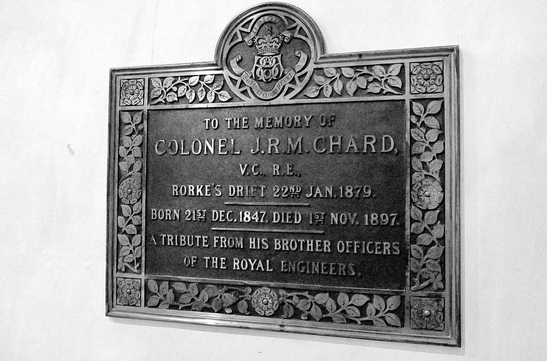 TO THE MEMORY OF
COLONEL J.R.M. CHARD,
V.C., R.E.,
RORKE'S DRIFT 22ND JAN. 1879.
BORN 21ST DEC. 1847. DIED 1ST NOV. 1897.
A TRIBUTE FROM HIS BROTHER OFFICERS
OF THE ROYAL ENGINEERS.